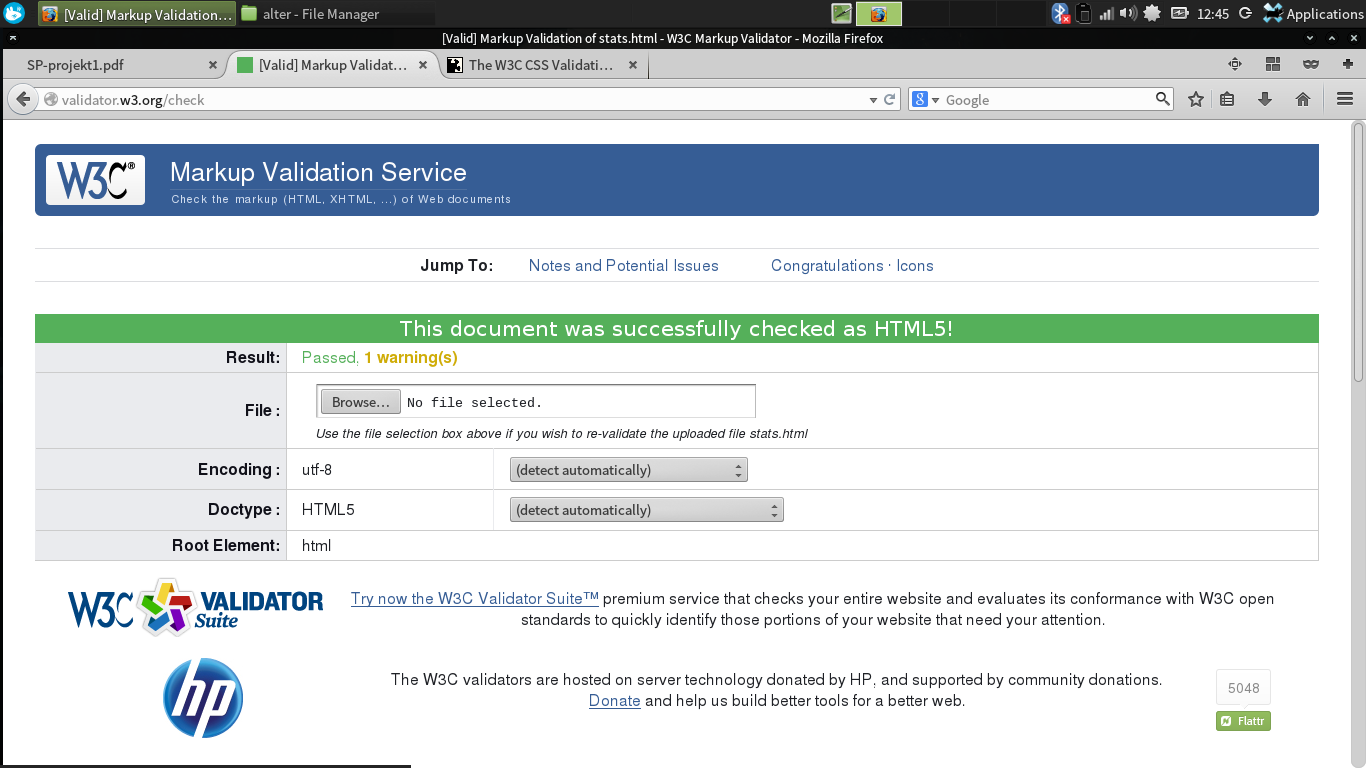 [Valid] Markup Validation... alter - File Manager 12:45 Applications
[Valid] Markup Validation of stats.html - W3C Markup Validator - Mozilla Firefox
SP-projekt1.pdf [Valid] Markup Validat... The W3C CSS Validati...
validator.w3.org/check 8 Google
W3C® Markup Validation Service
Check the markup (HTML, XHTML, ...) of Web documents
Jump To: Notes and Potential Issues Congratulations · Icons
This document was successfully checked as HTML5!
Result: Passed, 1 warning(s)
File : Browse... No file selected.
Use the file selection box above if you wish to re-validate the uploaded file stats.html
Encoding : utf-8 (detect automatically)
Doctype : HTML5 (detect automatically)
Root Element: html
W3C VALIDATOR Suite
Try now the W3C Validator Suite™ premium service that checks your entire website and evaluates its conformance with W3C open
standards to quickly identify those portions of your website that need your attention.
hp
The W3C validators are hosted on server technology donated by HP, and supported by community donations.
Donate and help us build better tools for a better web.
5048
Flattr